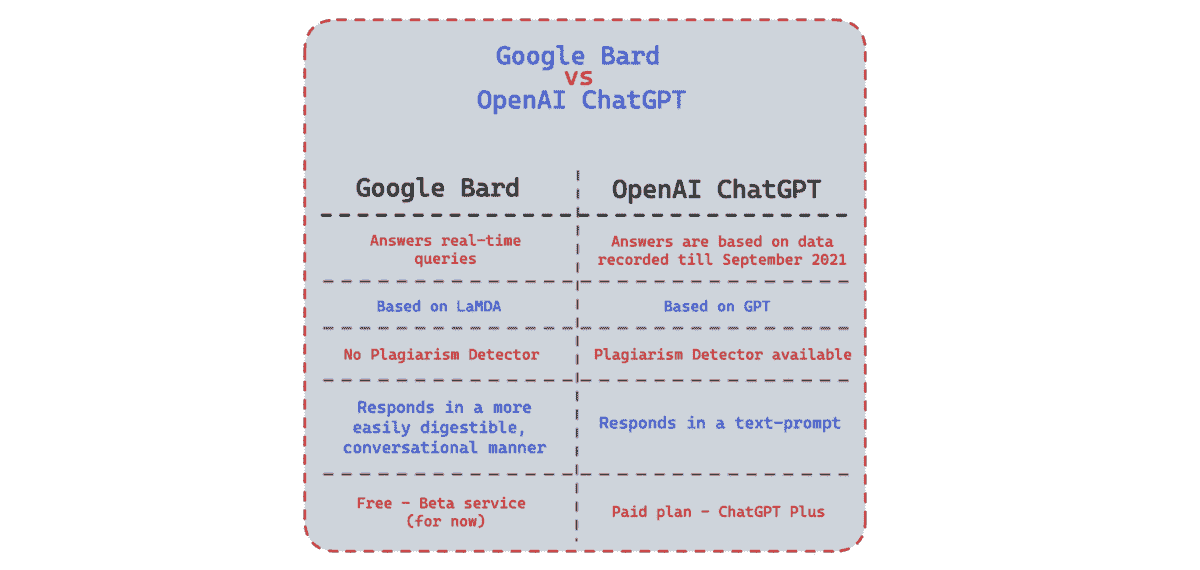 Google Bard
vs
OpenAI ChatGPT
Google Bard
OpenAI ChatGPT
Answers real-time
queries
Answers are based on data
recorded till September 2021
Based on LaMDA
Based on GPT
No Plagiarism Detector
Plagiarism Detector available
Responds in a more
easily digestible,
conversational manner
Responds in a text-prompt
Free - Beta service
(for now)
Paid plan - ChatGPT Plus